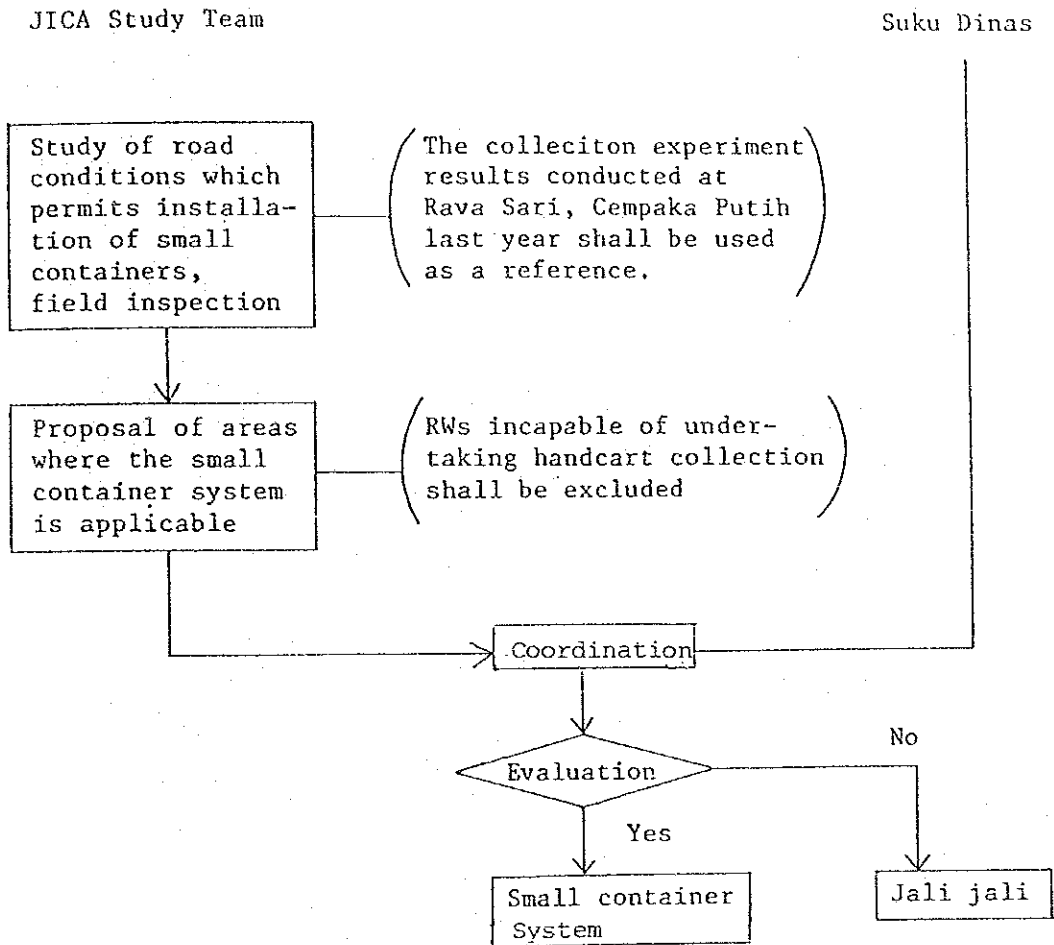 JICA Study Team
Suku Dinas
Study of road
conditions which
permits installa-
tion of small
containers,
field inspection
The colleciton experiment
results conducted at
Rava Sari, Cempaka Putih
last year shall be used
as a reference.
Proposal of areas
where the small
container system
is applicable
RWs incapable of under-
taking handcart collection
shall be excluded
Coordination
Evaluation
No
Yes
Small container
System
Jali jali